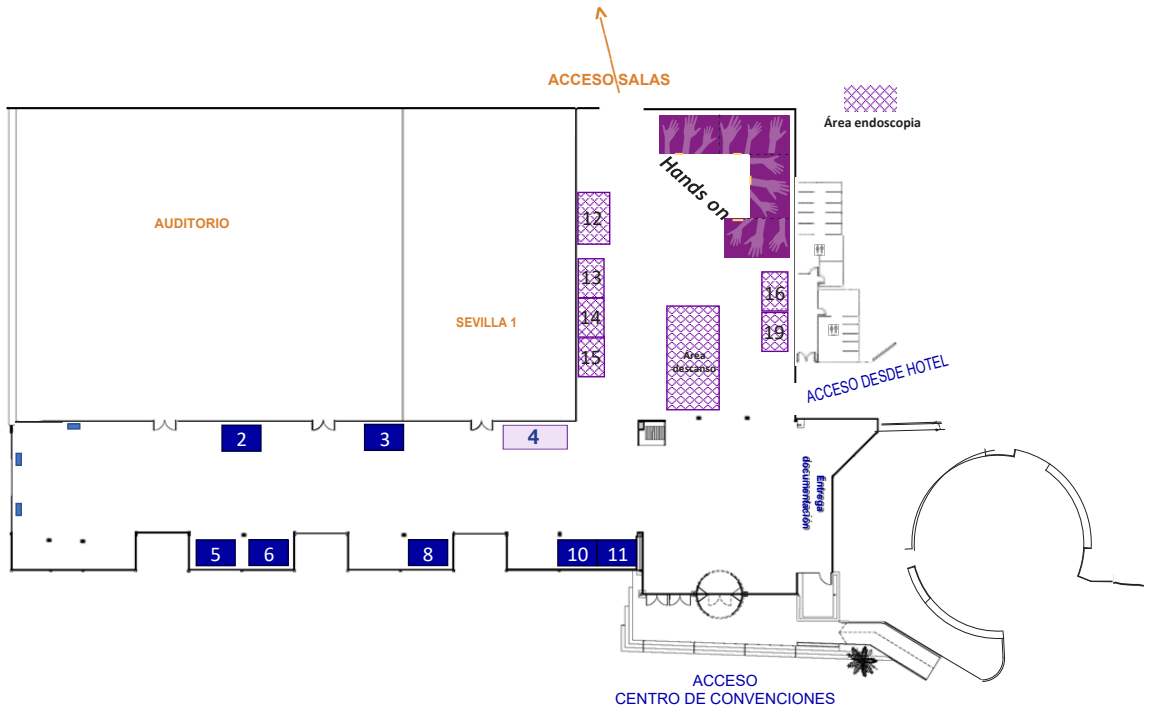 ACCESO SALAS
Área endoscopia
Hands on
AUDITORIO
12
13
16
14
SEVILLA 1
19
15
Área
descanso
ACCESO DESDE HOTEL
2
3
4
Entrega
documentación
5
6
8
10
11
ACCESO
CENTRO DE CONVENCIONES